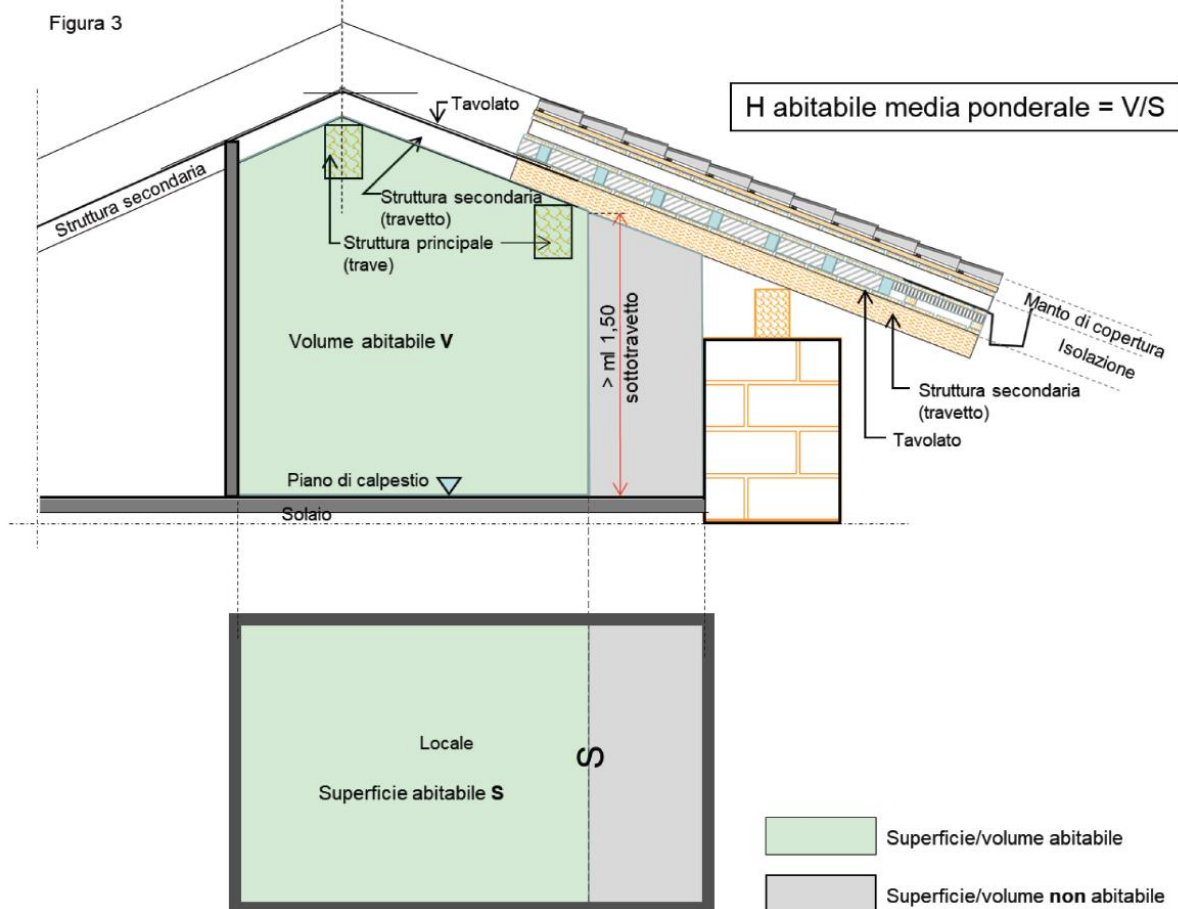 Figura 3
H abitabile media ponderale = V/S
Tavolato
Struttura secondaria
Struttura secondaria
(travetto)
Struttura principale
(trave)
> ml 1,50
sottotravetto
Volume abitabile V
Manto di copertura
Isolazione
Struttura secondaria
(travetto)
Tavolato
Piano di calpestio
Solaio
Locale
S
Superficie abitabile S
Superficie/volume abitabile
Superficie/volume non abitabile